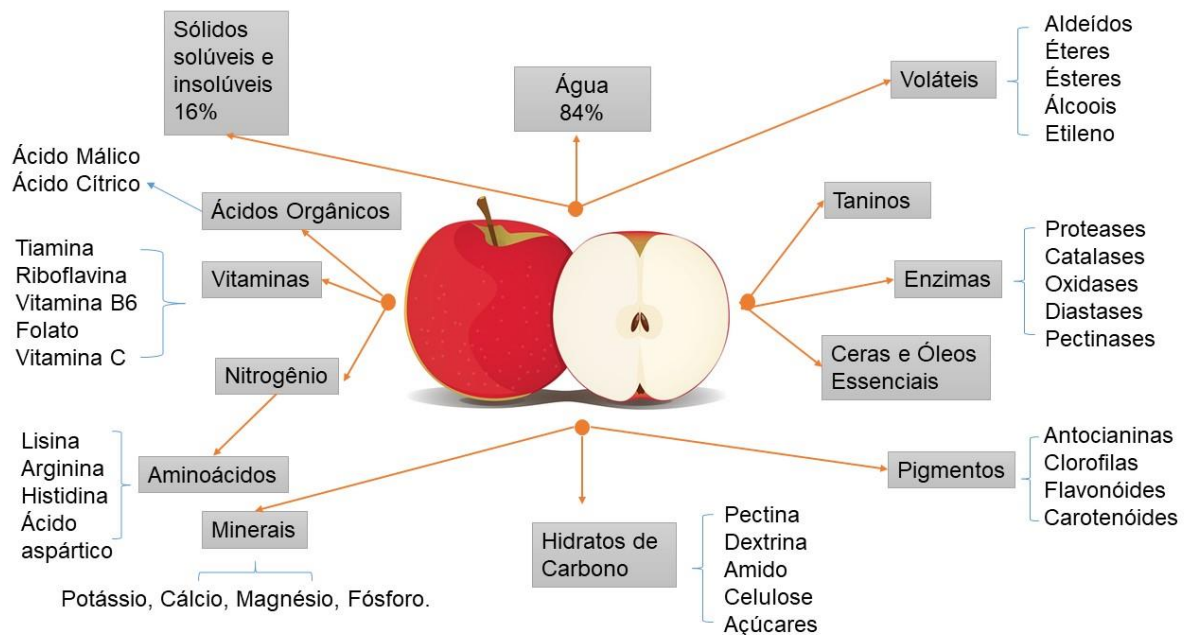 Sólidos
solúveis e
insolúveis
16%
Água
84%
Voláteis
Aldeídos
Éteres
Ésteres
Álcoois
Etileno
Ácido Málico
Ácido Cítrico
Ácidos Orgânicos
Taninos
Tiamina
Riboflavina
Vitamina B6
Folato
Vitamina C
Vitaminas
Enzimas
Proteases
Catalases
Oxidases
Diastases
Pectinases
Nitrogênio
Ceras e Óleos
Essenciais
Lisina
Arginina
Histidina
Ácido
aspártico
Aminoácidos
Pigmentos
Antocianinas
Clorofilas
Flavonóides
Carotenóides
Minerais
Potássio, Cálcio, Magnésio, Fósforo.
Hidratos de
Carbono
Pectina
Dextrina
Amido
Celulose
Açúcares